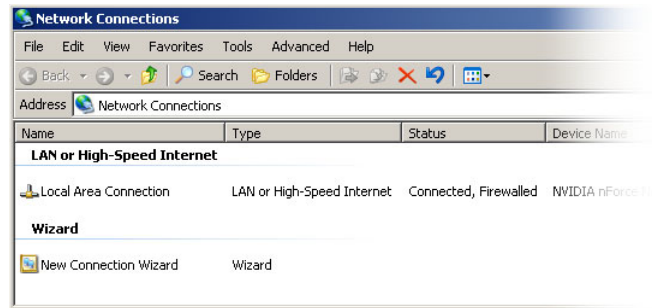 Network Connections
File Edit View Favorites Tools Advanced Help
Back Search Folders
Address Network Connections
Name Type Status Device Name
LAN or High-Speed Internet
Local Area Connection LAN or High-Speed Internet Connected, Firewalled NVIDIA nForce
Wizard
New Connection Wizard Wizard